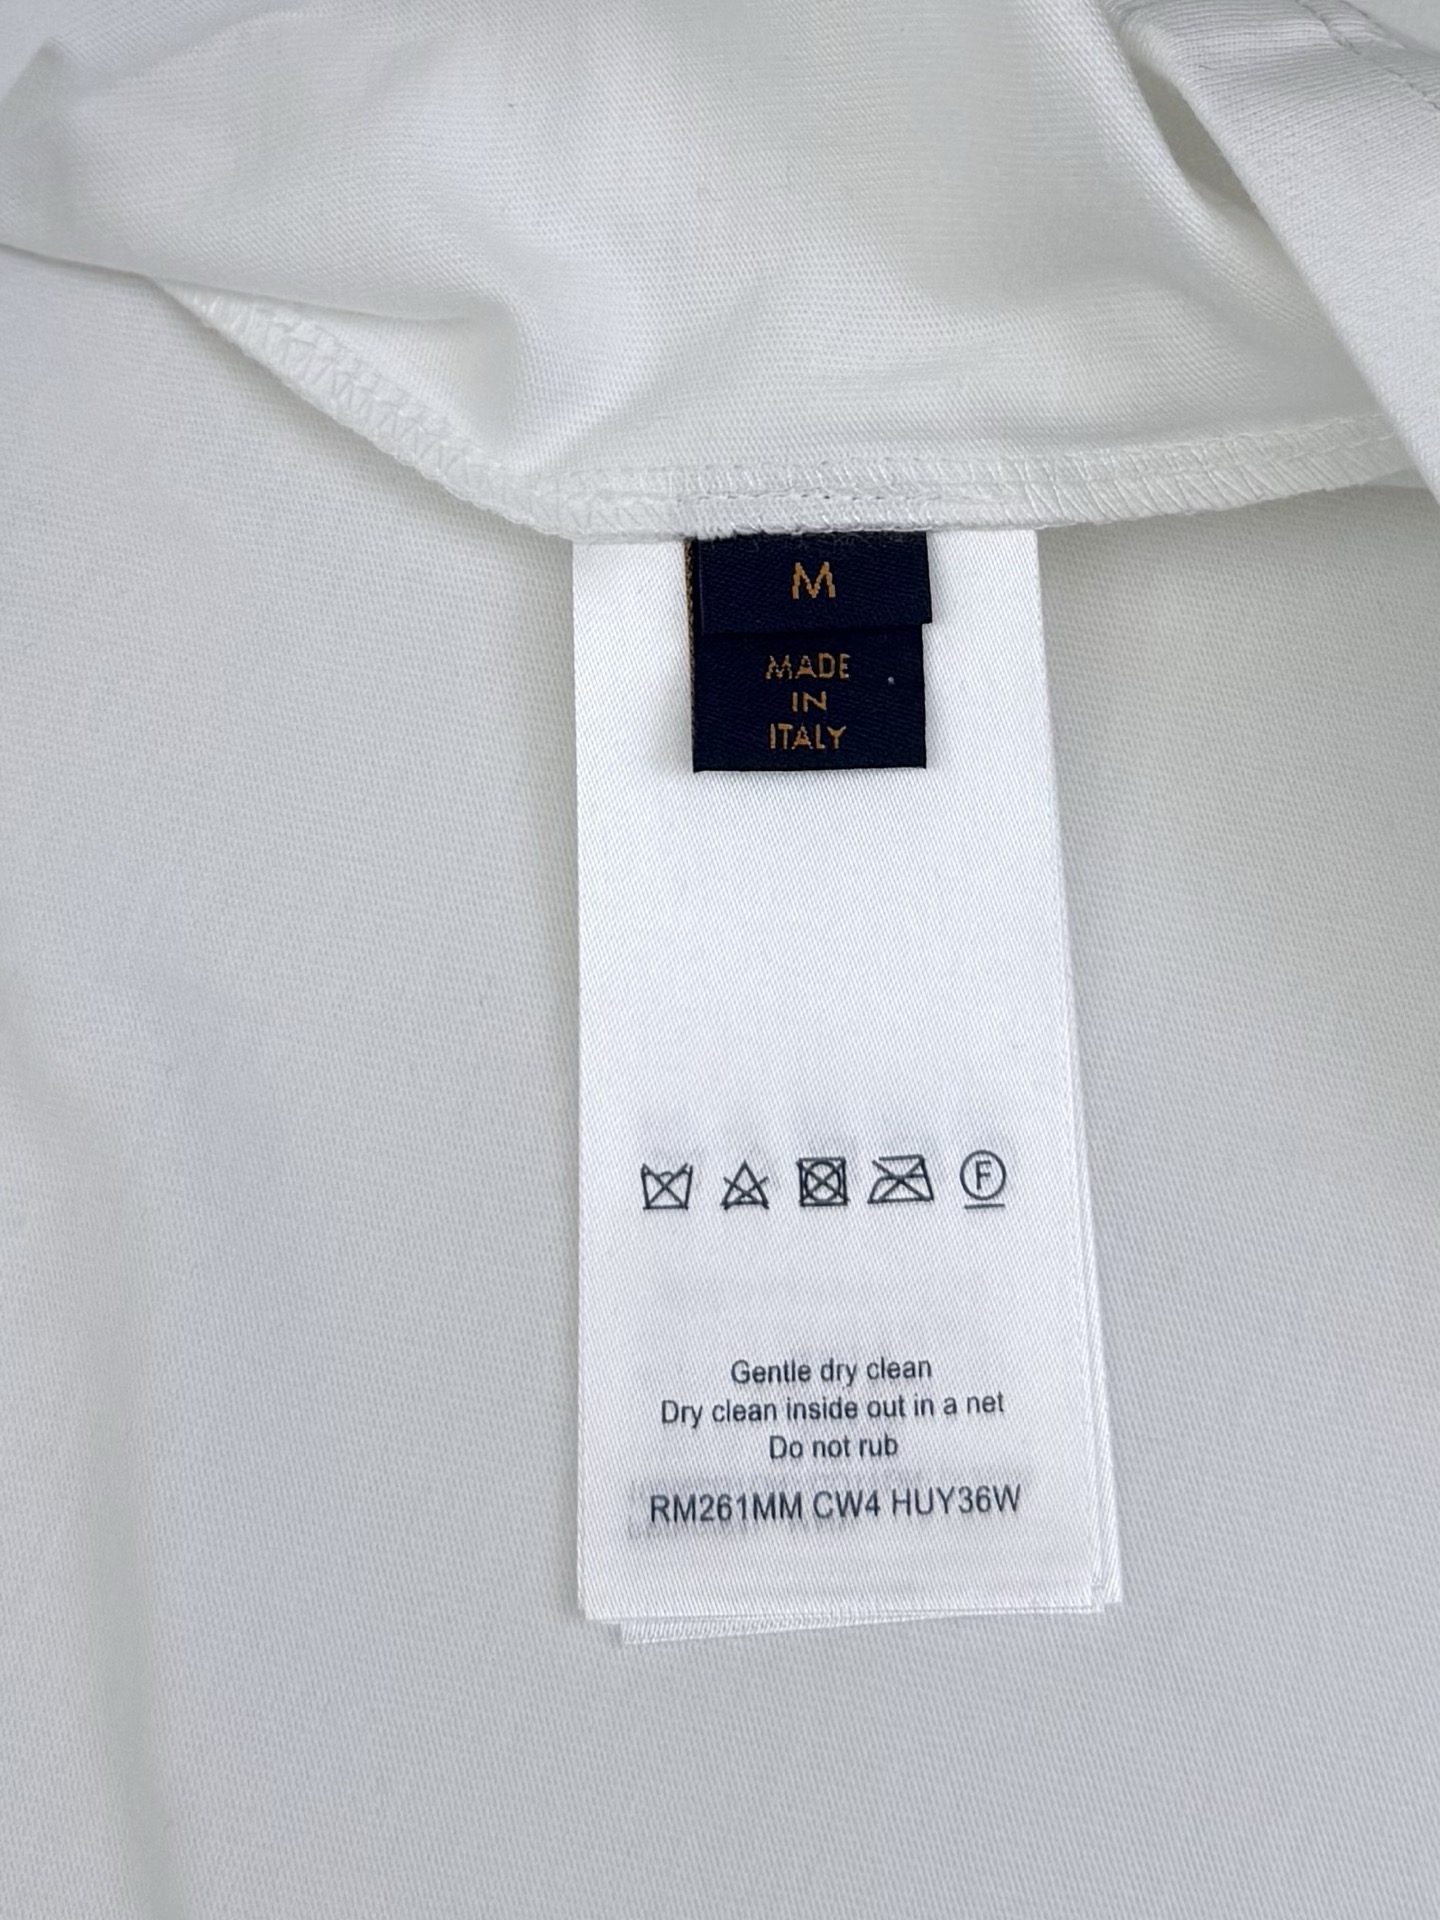 M
MADE
IN
ITALY
F
Gentle dry clean
Dry clean inside out in a net
Do not rub
RM261MM CW4 HUY36W